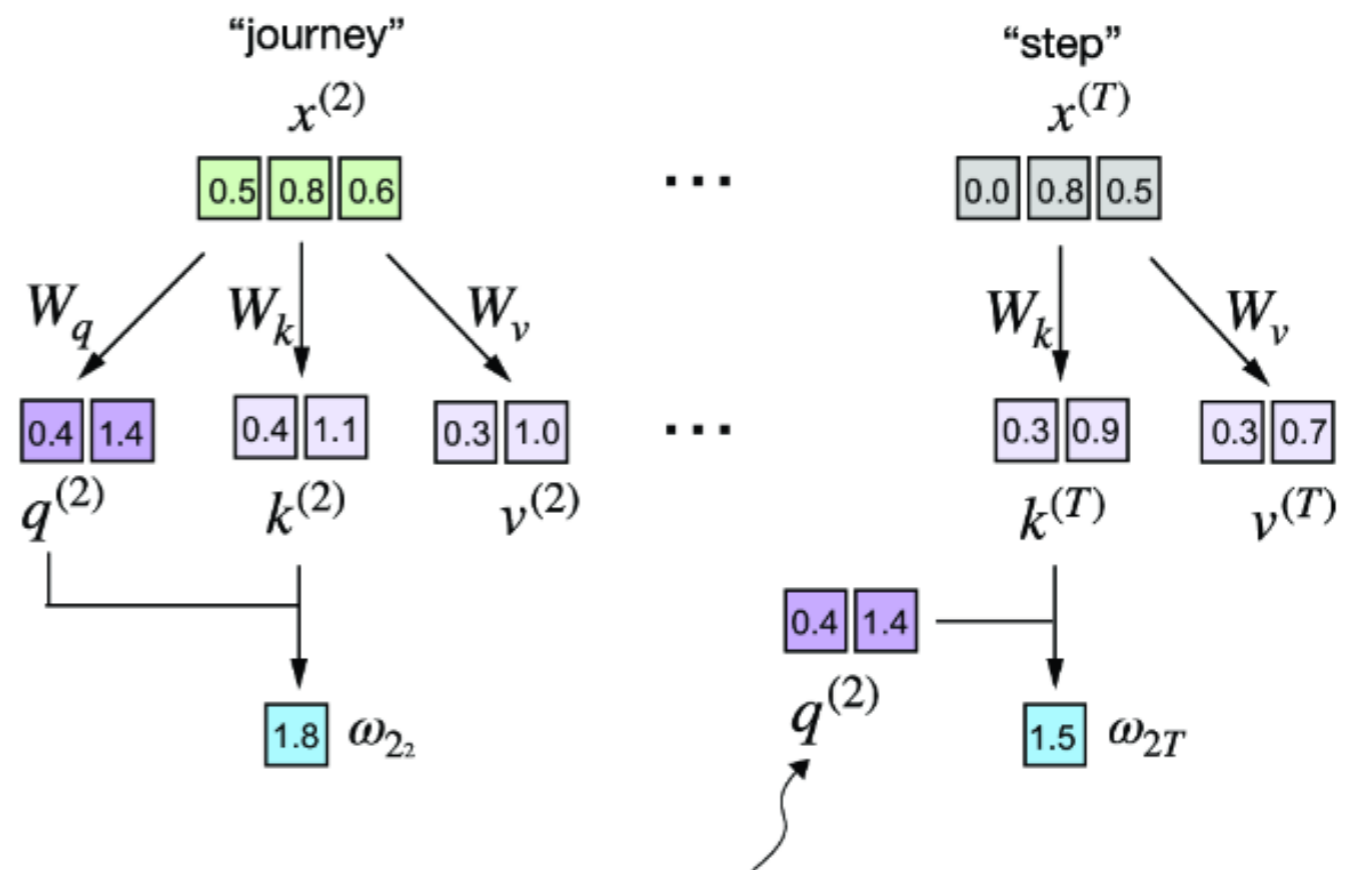 “journey” “step”
x(2) x(T)
0.5 0.8 0.6 ... 0.0 0.8 0.5
Wq Wk Wv Wk Wv
0.4 1.4 0.4 1.1 0.3 1.0 ... 0.3 0.9 0.3 0.7
q(2) k(2) v(2) k(T) v(T)
0.4 1.4
q(2)
1.8 ω22 1.5 ω2T